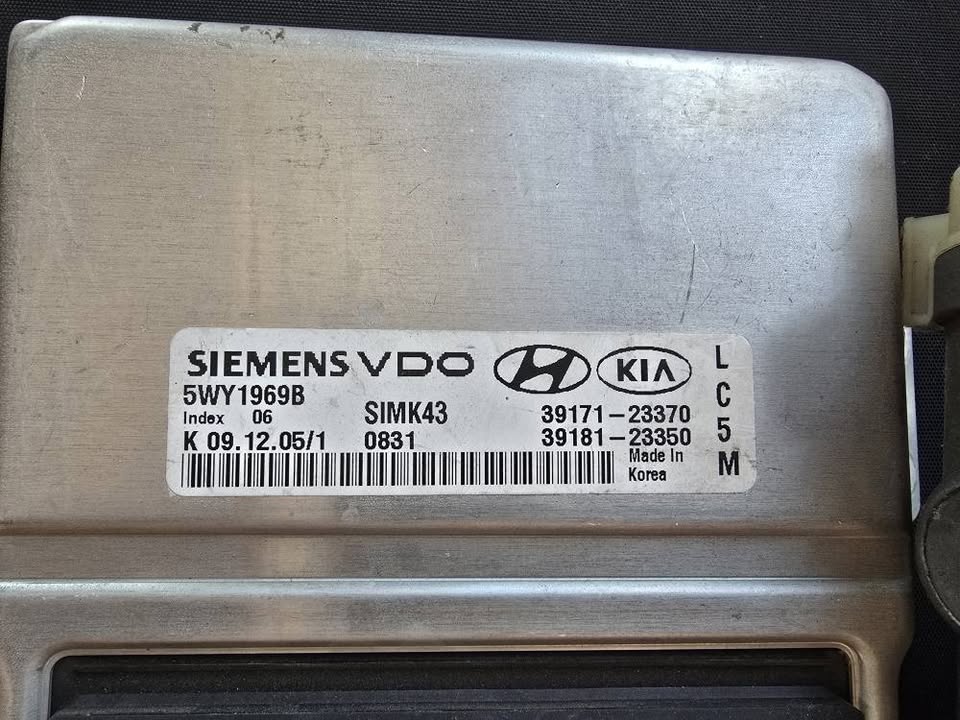 SIEMENS VDO
KIA
5WY1969B
Index 06
SIMK43
39171-23370
K 09.12.05/1 0831
39181-23350
Made In
Korea
L
C
5
M